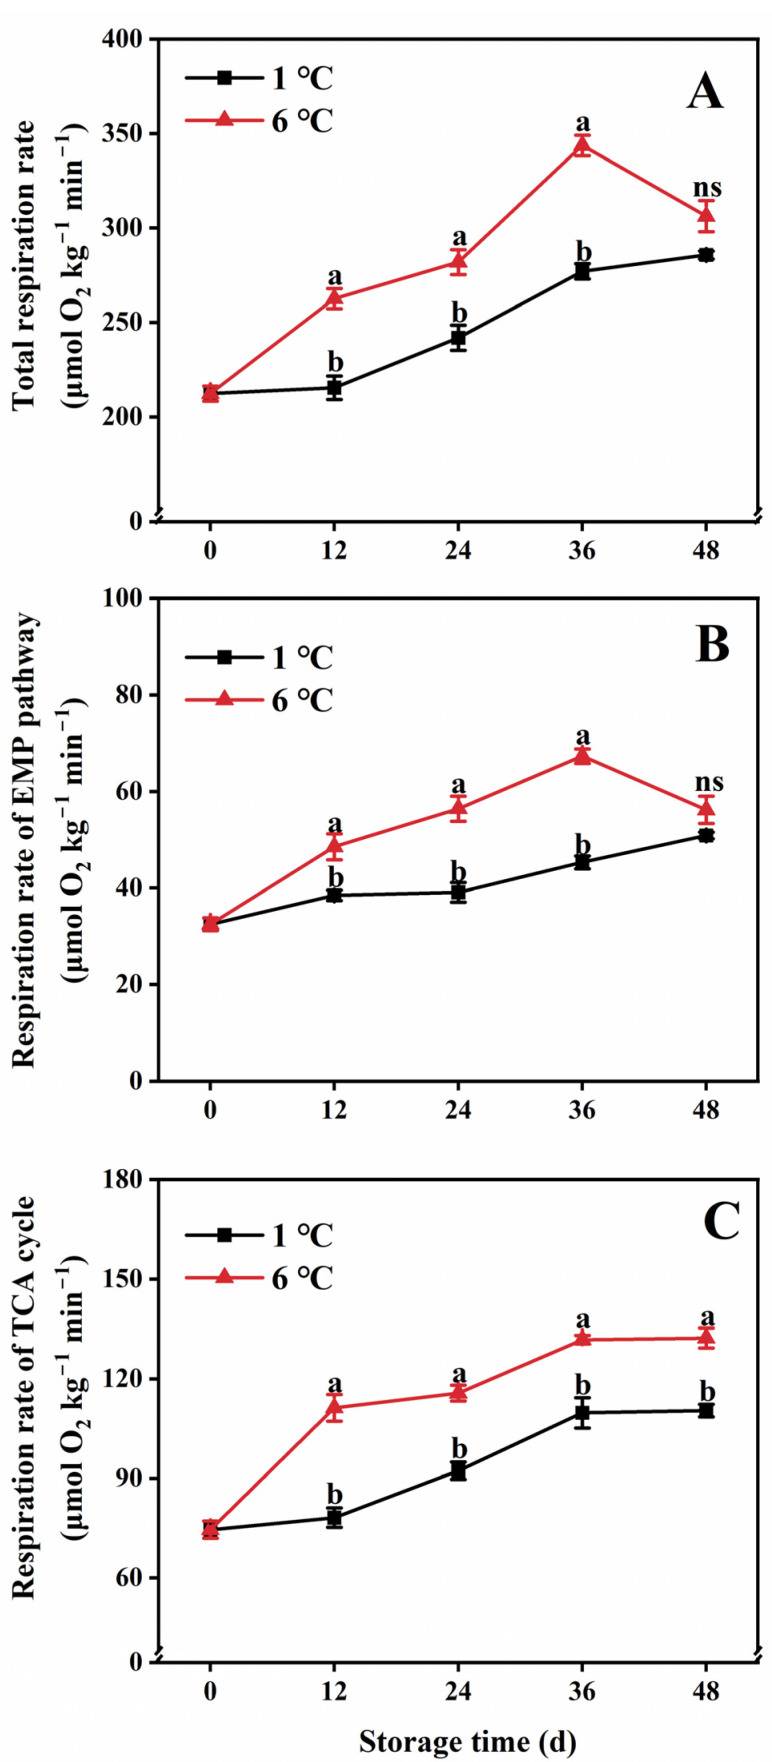 Total respiration rate
(μmol O₂ kg⁻¹ min⁻¹)
400
350
300
250
200
0
1 °C
6 °C
A
a
a
a
ns
b
b
b
0 12 24 36 48
Respiration rate of EMP pathway
(μmol O₂ kg⁻¹ min⁻¹)
100
80
60
40
20
0
1 °C
6 °C
B
a
a
a
ns
b
b
b
0 12 24 36 48
Respiration rate of TCA cycle
(μmol O₂ kg⁻¹ min⁻¹)
180
150
120
90
60
0
1 °C
6 °C
C
a
a
a
a
b
b
b
b
0 12 24 36 48
Storage time (d)